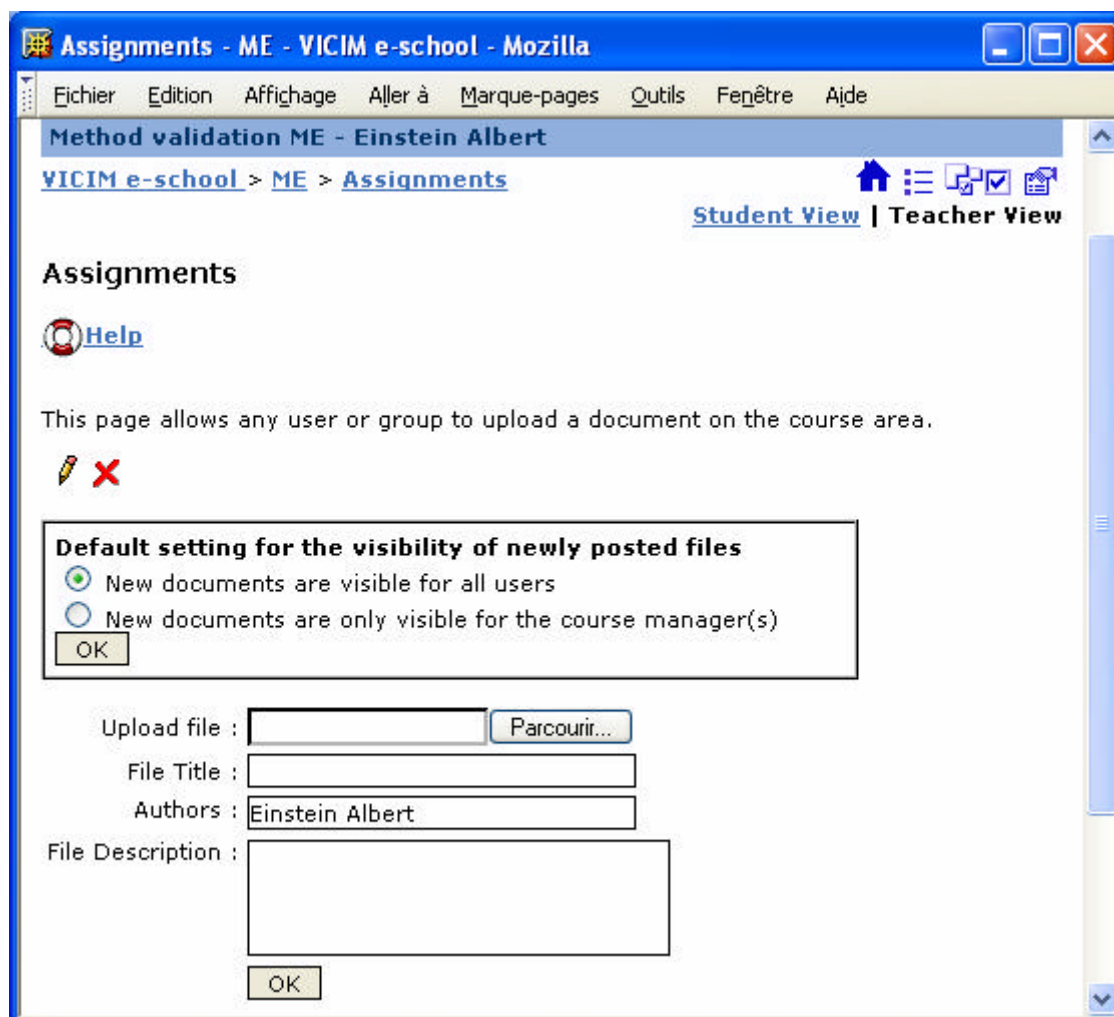 Assignments - ME - VICIM e-school - Mozilla
Fichier Edition Affichage Aller à Marque-pages Outils Fenêtre Aide
Method validation ME - Einstein Albert
VICIM e-school > ME > Assignments
Student View | Teacher View
Assignments
Help
This page allows any user or group to upload a document on the course area.
Default setting for the visibility of newly posted files
New documents are visible for all users
New documents are only visible for the course manager(s)
OK
Upload file : Parcourir...
File Title :
Authors : Einstein Albert
File Description :
OK